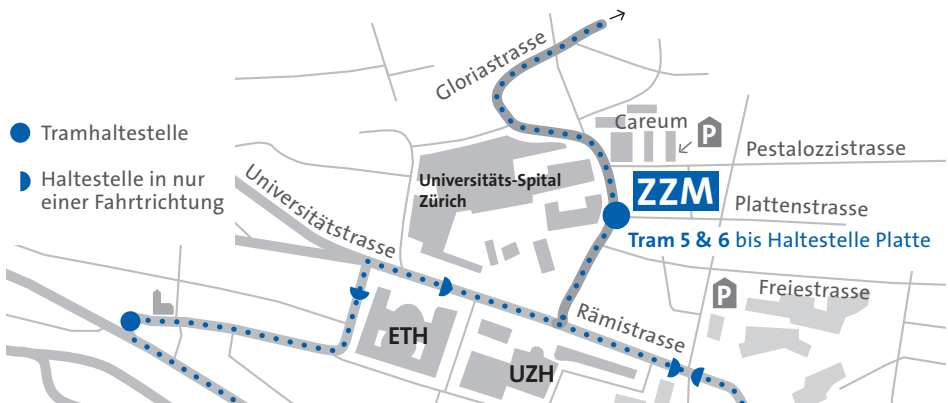 Gloriastrasse
Careum
P
Tramhaltestelle
Pestalozzistrasse
Haltestelle in nur
einer Fahrtrichtung
Universitätstrasse
Universitäts-Spital
Zürich
ZZM
Plattenstrasse
Tram 5 & 6 bis Haltestelle Platte
P
Freiestrasse
Rämistrasse
ETH
UZH